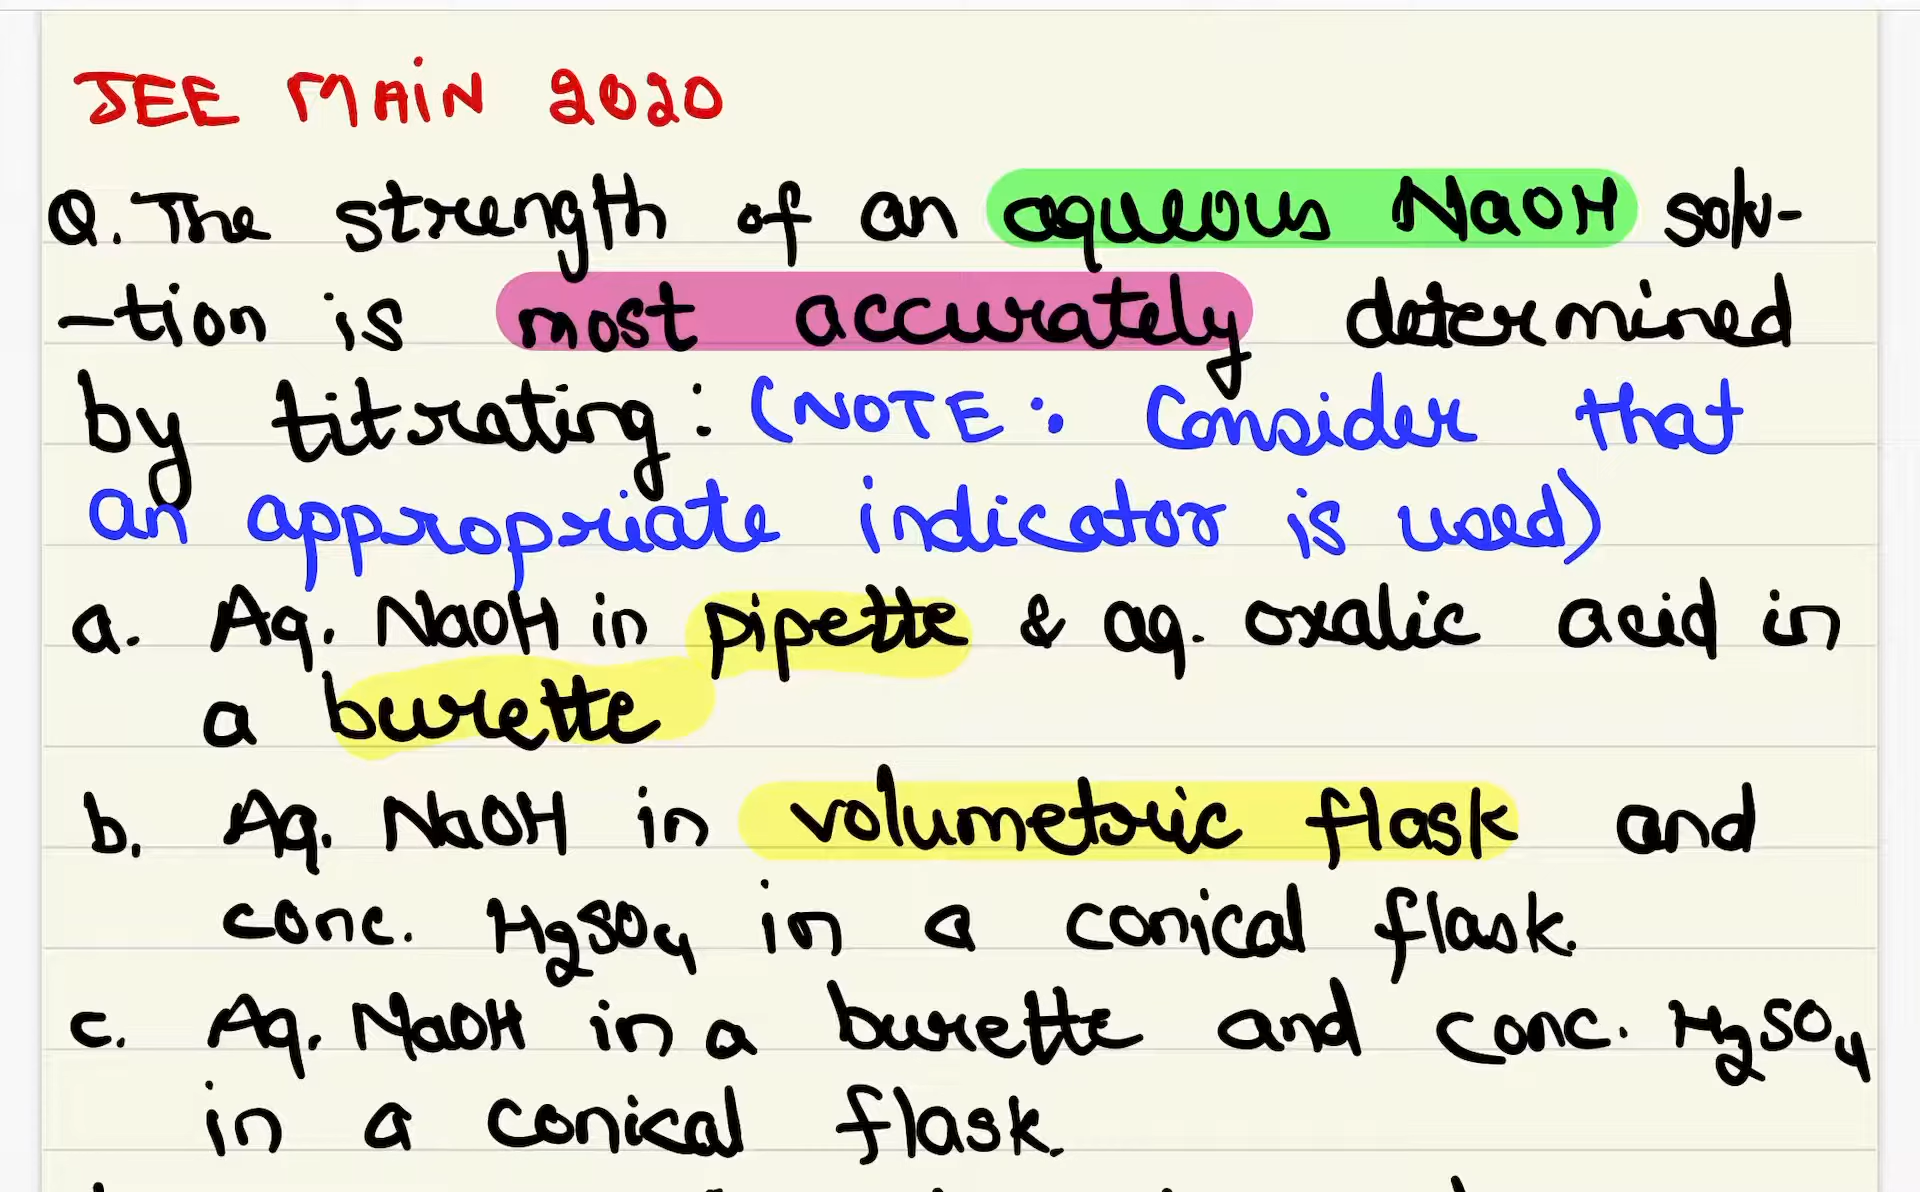 JEE MAIN 2020
Q. The strength of an aqueous NaOH solu-
-tion is most accurately determined
by titrating: (NOTE: Consider that
an appropriate indicator is used)
a. Aq. NaOH in pipette & aq. oxalic acid in
a burette
b. Aq. NaOH in volumetric flask and
conc. H2SO4 in a conical flask.
c. Aq. NaOH in a burette and conc. H2SO4
in a conical flask.